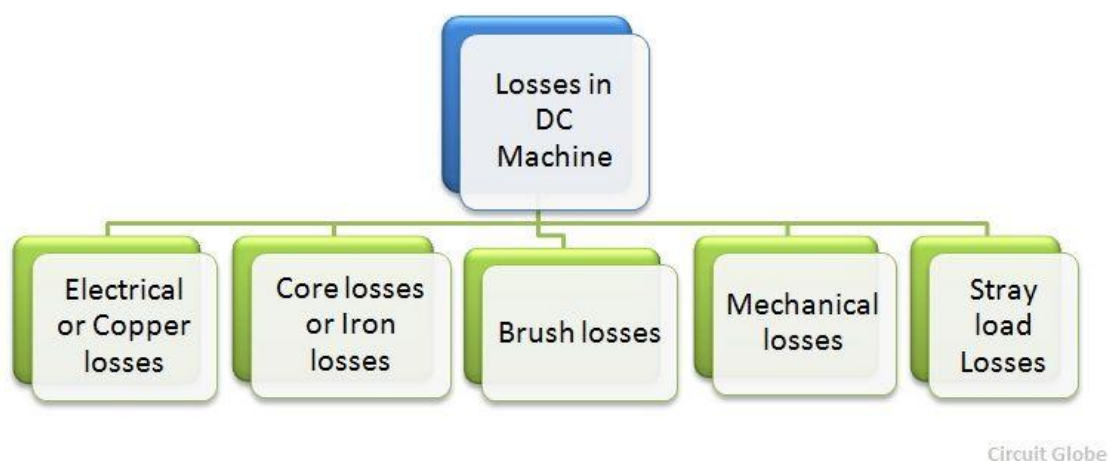 Losses in
DC
Machine
Electrical
or Copper
losses
Core losses
or Iron
losses
Brush losses
Mechanical
losses
Stray
load
Losses
Circuit Globe